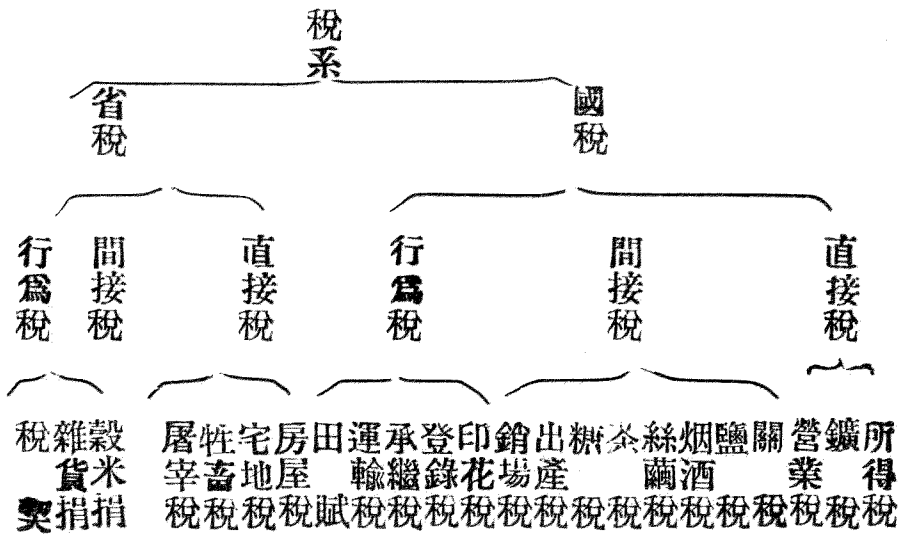 稅系
國稅
省稅
直接稅
間接稅
行爲稅
直接稅
間接稅
行爲稅
所得稅
鑛稅
營業稅
關稅
鹽稅
烟酒稅
絲繭稅
茶稅
糖稅
出產稅
銷場稅
印花稅
登錄稅
承繼稅
運輸稅
田賦
房屋稅
宅地稅
牲畜稅
屠宰稅
穀米捐
雜貨捐
稅契